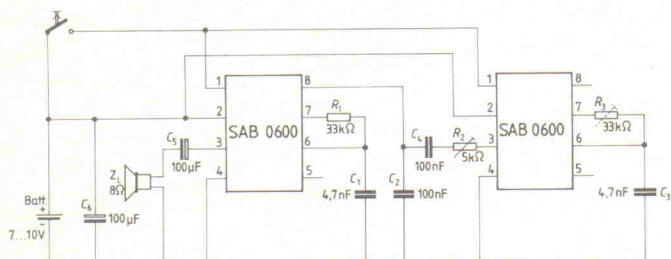 1
2
3
4
8
7
6
5
SAB 0600
R1
33kΩ
C5
100µF
ZL
8Ω
Batt.
+
−
7...10V
C6
100µF
C1
4,7nF
C2
100nF
C4
100nF
R2
5kΩ
1
2
3
4
8
7
6
5
SAB 0600
R3
33kΩ
4,7nF
C3